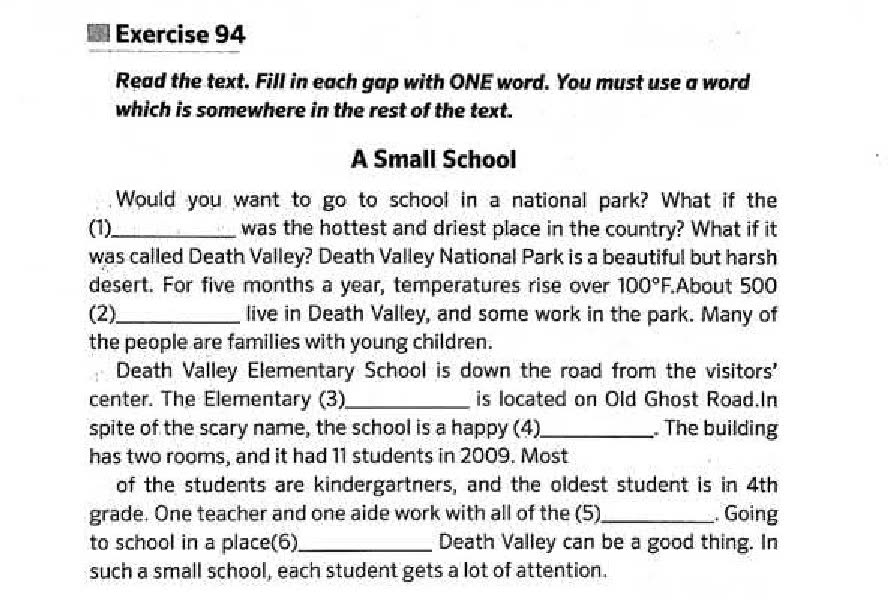 Exercise 94
Read the text. Fill in each gap with ONE word. You must use a word
which is somewhere in the rest of the text.
A Small School
Would you want to go to school in a national park? What if the
(1)____________ was the hottest and driest place in the country? What if it
was called Death Valley? Death Valley National Park is a beautiful but harsh
desert. For five months a year, temperatures rise over 100°F.About 500
(2)____________ live in Death Valley, and some work in the park. Many of
the people are families with young children.
Death Valley Elementary School is down the road from the visitors'
center. The Elementary (3)____________ is located on Old Ghost Road.In
spite of the scary name, the school is a happy (4)___________. The building
has two rooms, and it had 11 students in 2009. Most
of the students are kindergartners, and the oldest student is in 4th
grade. One teacher and one aide work with all of the (5)___________. Going
to school in a place(6)_____________ Death Valley can be a good thing. In
such a small school, each student gets a lot of attention.